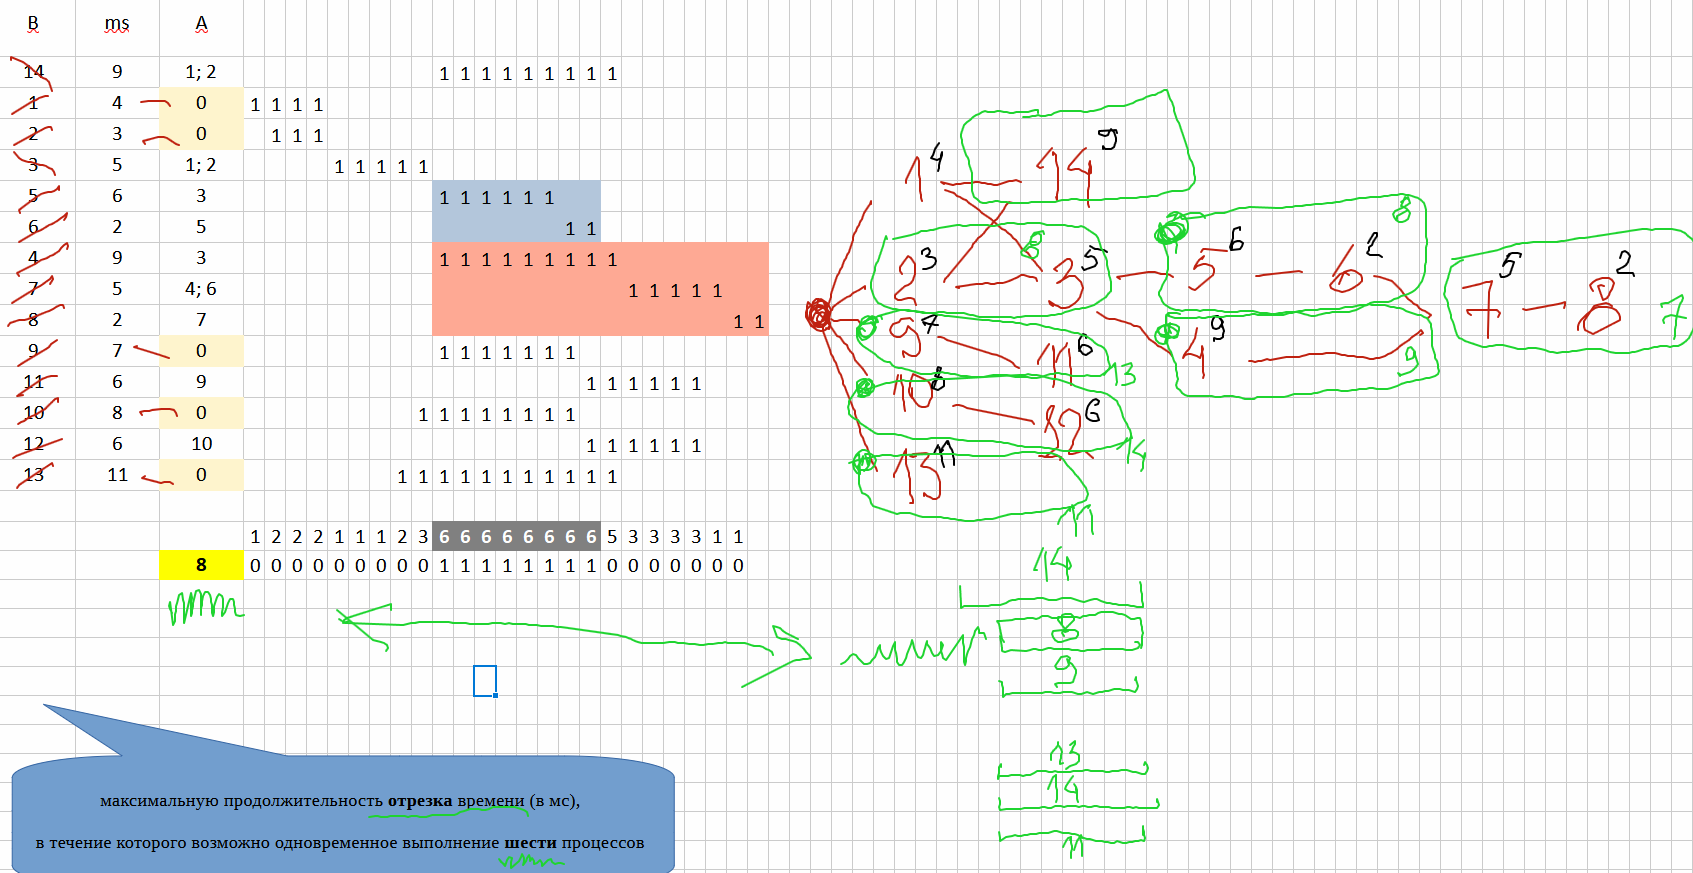 B ms A
14 9 1; 2 1 1 1 1 1 1 1 1 1
1 4 0 1 1 1 1
2 3 0 1 1 1
3 5 1; 2 1 1 1 1 1
5 6 3 1 1 1 1 1 1
6 2 5 1 1
4 9 3 1 1 1 1 1 1 1 1 1
7 5 4; 6 1 1 1 1 1
8 2 7 1 1
9 7 0 1 1 1 1 1 1 1
11 6 9 1 1 1 1 1 1
10 8 0 1 1 1 1 1 1 1 1
12 6 10 1 1 1 1 1 1
13 11 0 1 1 1 1 1 1 1 1 1 1 1
1 2 2 2 1 1 1 2 3 6 6 6 6 6 6 6 6 5 3 3 3 3 1 1
8 0 0 0 0 0 0 0 0 0 1 1 1 1 1 1 1 1 0 0 0 0 0 0 0
1 4 14 9
8 8
2 3 3 5 5 6 6 2 7 5 8 2
7
9 7 11 6 4 9
13 9
10 8 12 6
14
13 11
11
14
8
9
13
14
11
максимальную продолжительность отрезка времени (в мс),
в течение которого возможно одновременное выполнение шести процессов